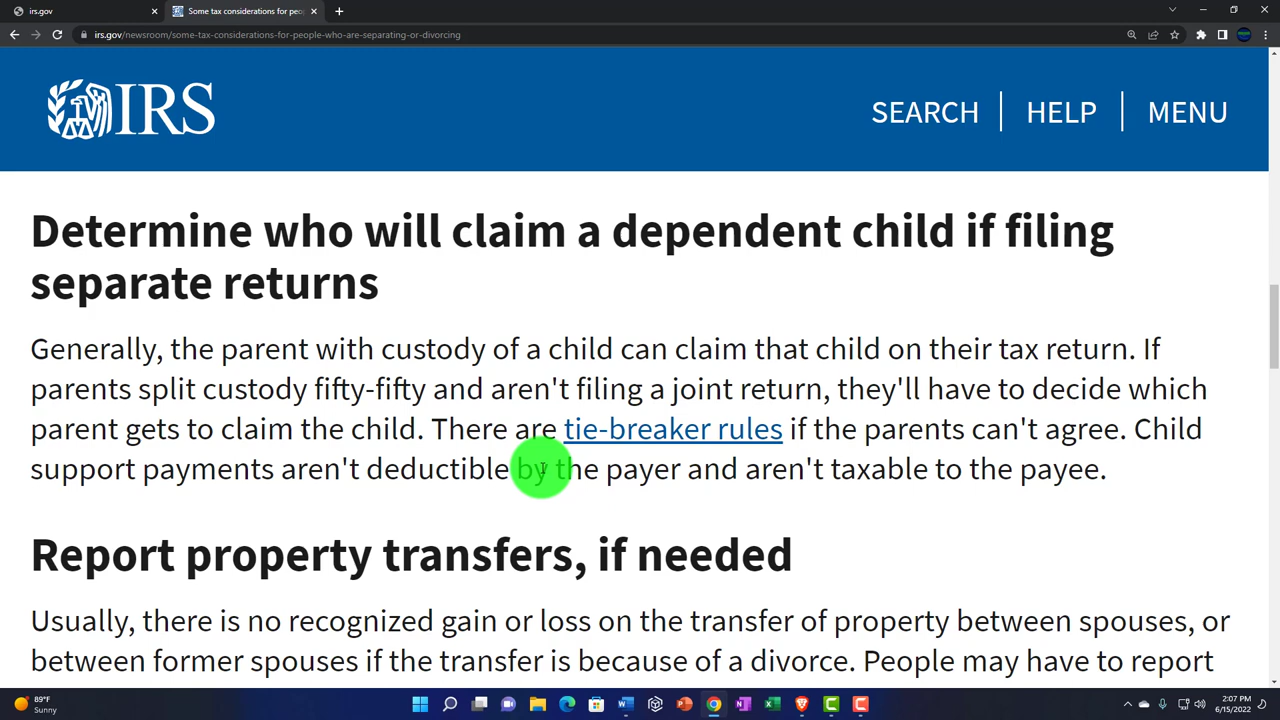 irs.gov
Some tax considerations for peo
irs.gov/newsroom/some-tax-considerations-for-people-who-are-separating-or-divorcing
IRS
SEARCH HELP MENU
Determine who will claim a dependent child if filing
separate returns
Generally, the parent with custody of a child can claim that child on their tax return. If
parents split custody fifty-fifty and aren't filing a joint return, they'll have to decide which
parent gets to claim the child. There are tie-breaker rules if the parents can't agree. Child
support payments aren't deductible by the payer and aren't taxable to the payee.
Report property transfers, if needed
Usually, there is no recognized gain or loss on the transfer of property between spouses, or
between former spouses if the transfer is because of a divorce. People may have to report
89°F
Sunny
2:07 PM
6/15/2022